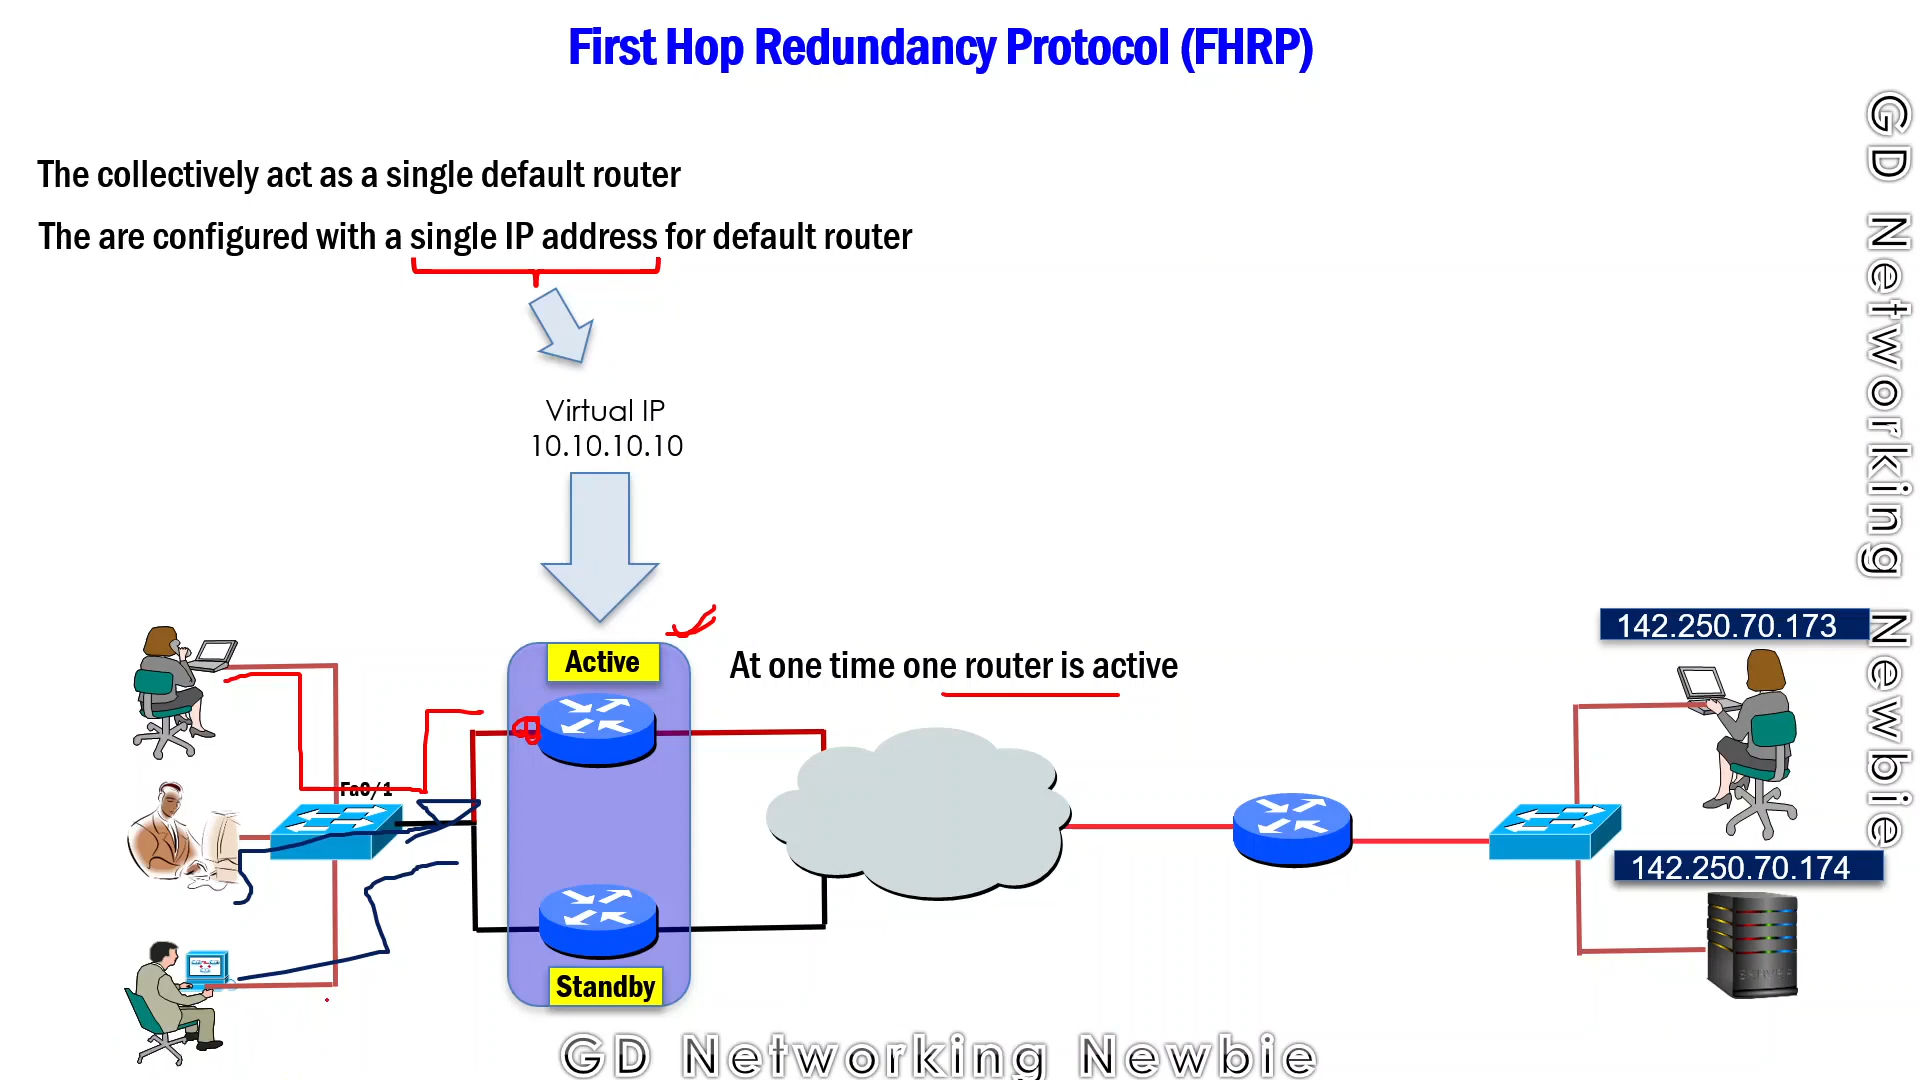 First Hop Redundancy Protocol (FHRP)
The collectively act as a single default router
The are configured with a single IP address for default router
Virtual IP
10.10.10.10
Active
At one time one router is active
Fa0/1
Standby
142.250.70.173
142.250.70.174
GD Networking Newbie
GD Networking Newbie